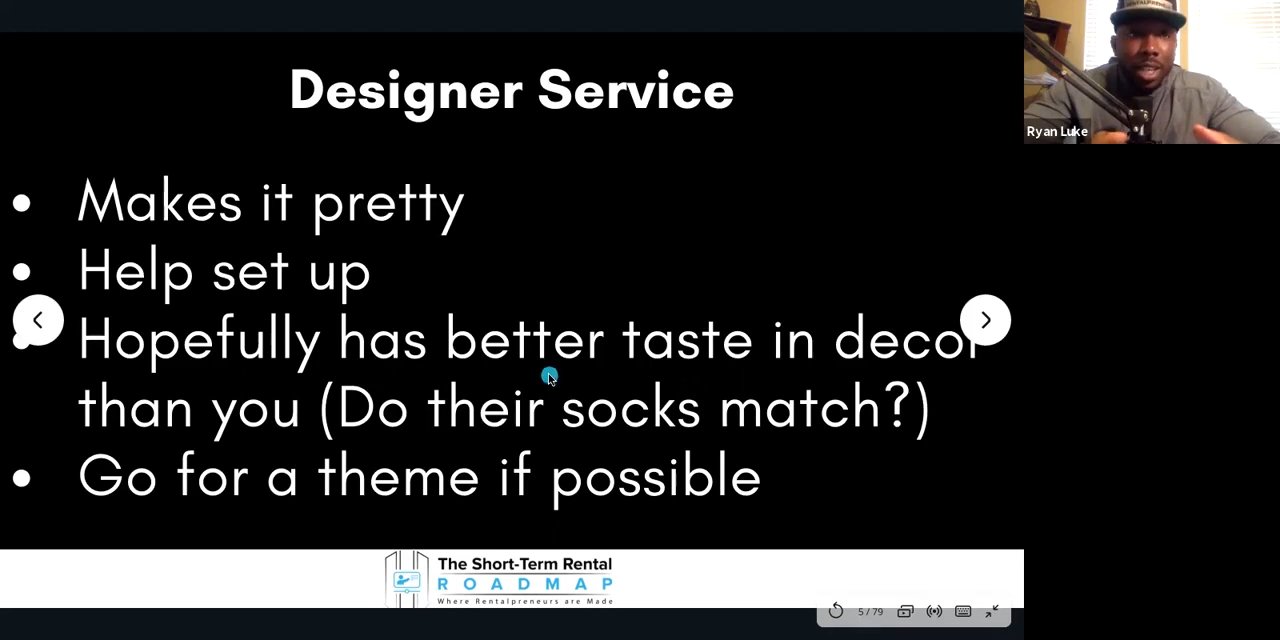 Designer Service
Makes it pretty
Help set up
Hopefully has better taste in decor
than you (Do their socks match?)
Go for a theme if possible
The Short-Term Rental
ROADMAP
Where Rentalpreneurs are Made
5 / 79
Ryan Luke